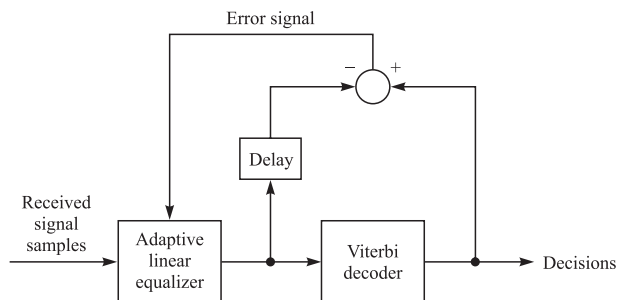 Error signal
−
+
Delay
Received
signal
samples
Adaptive
linear
equalizer
Viterbi
decoder
Decisions